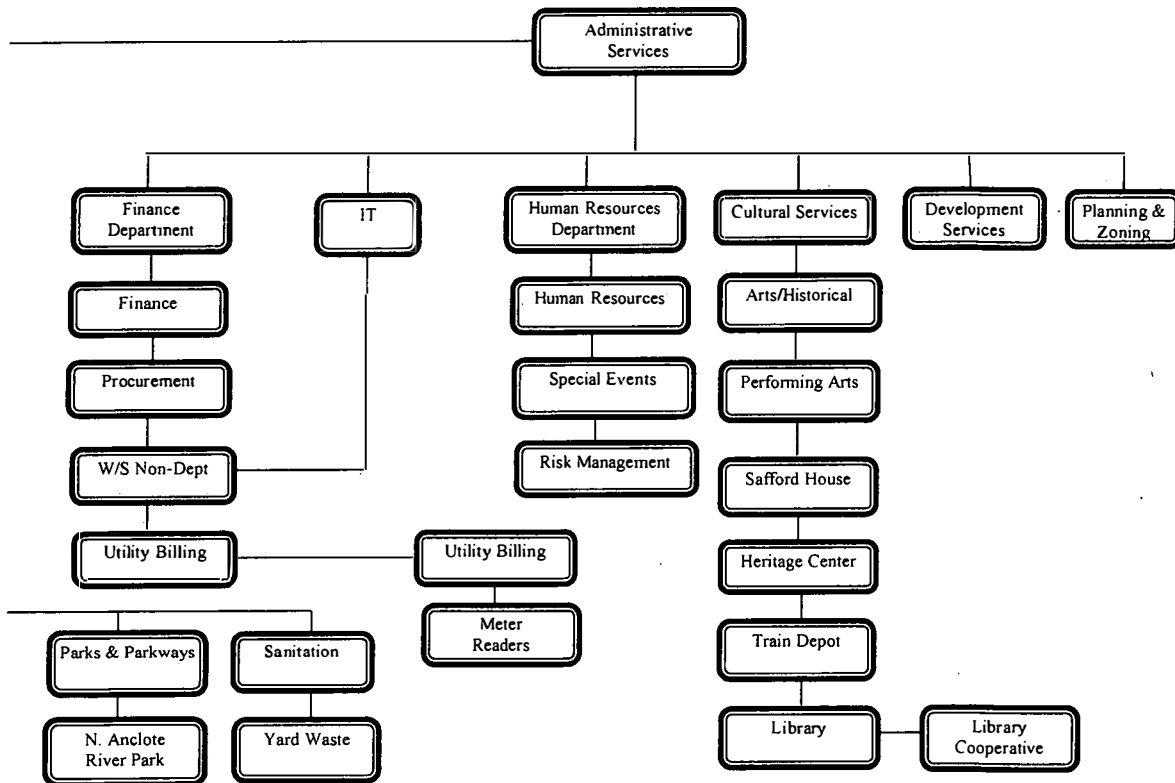 Administrative
Services
Finance
Department
IT
Human Resources
Department
Cultural Services
Development
Services
Planning &
Zoning
Finance
Human Resources
Arts/Historical
Procurement
Special Events
Performing Arts
W/S Non-Dept
Risk Management
Safford House
Utility Billing
Utility Billing
Heritage Center
Meter
Readers
Parks & Parkways
Sanitation
Train Depot
N. Anclote
River Park
Yard Waste
Library
Library
Cooperative